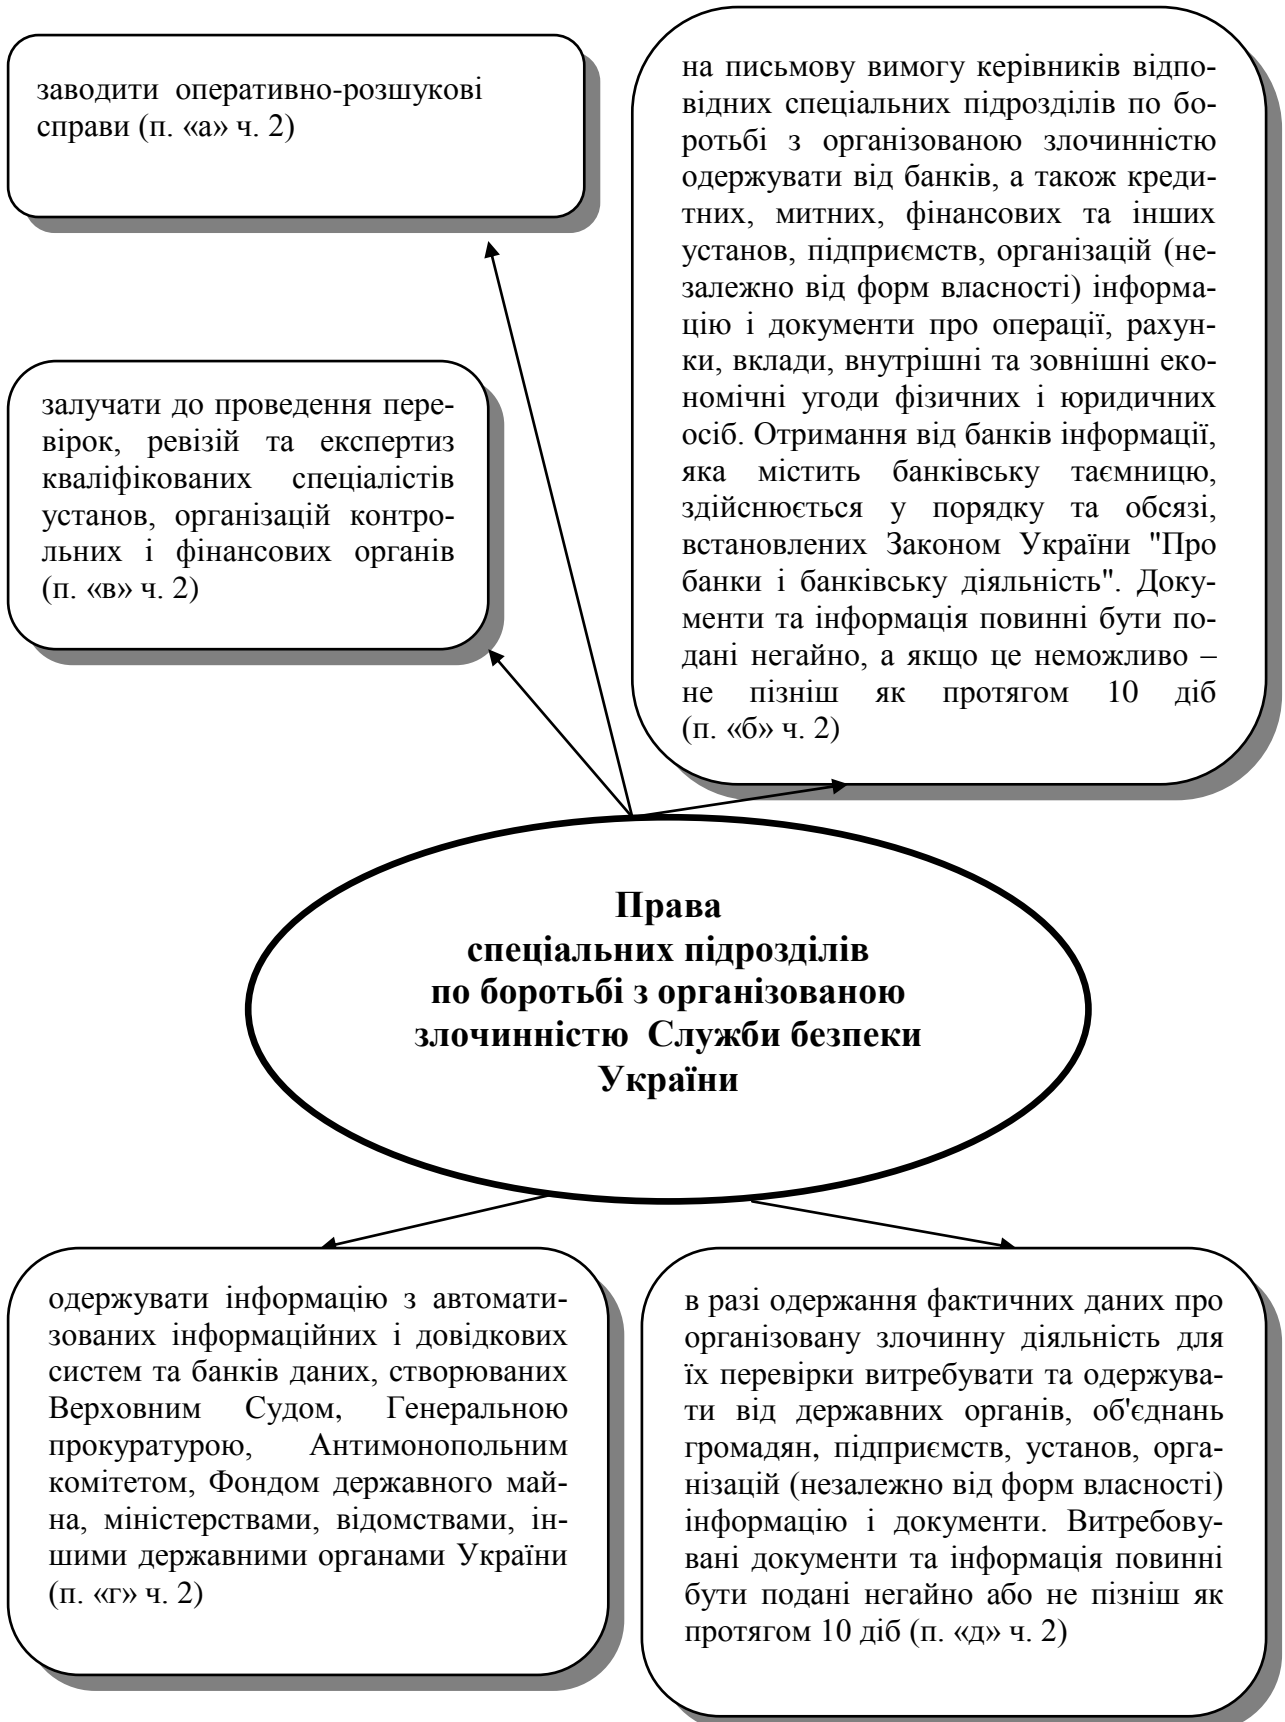 заводити оперативно-розшукові
справи (п. «а» ч. 2)
на письмову вимогу керівників відпо-
відних спеціальних підрозділів по бо-
ротьбі з організованою злочинністю
одержувати від банків, а також креди-
тних, митних, фінансових та інших
установ, підприємств, організацій (не-
залежно від форм власності) інформа-
цію і документи про операції, рахун-
ки, вклади, внутрішні та зовнішні еко-
номічні угоди фізичних і юридичних
осіб. Отримання від банків інформації,
яка містить банківську таємницю,
здійснюється у порядку та обсязі,
встановлених Законом України "Про
банки і банківську діяльність". Доку-
менти та інформація повинні бути по-
дані негайно, а якщо це неможливо –
не пізніш як протягом 10 діб
(п. «б» ч. 2)
залучати до проведення пере-
вірок, ревізій та експертиз
кваліфікованих спеціалістів
установ, організацій контро-
льних і фінансових органів
(п. «в» ч. 2)
Права
спеціальних підрозділів
по боротьбі з організованою
злочинністю Служби безпеки
України
одержувати інформацію з автомати-
зованих інформаційних і довідкових
систем та банків даних, створюваних
Верховним Судом, Генеральною
прокуратурою, Антимонопольним
комітетом, Фондом державного май-
на, міністерствами, відомствами, ін-
шими державними органами України
(п. «г» ч. 2)
в разі одержання фактичних даних про
організовану злочинну діяльність для
їх перевірки витребувати та одержува-
ти від державних органів, об'єднань
громадян, підприємств, установ, орга-
нізацій (незалежно від форм власності)
інформацію і документи. Витребову-
вані документи та інформація повинні
бути подані негайно або не пізніш як
протягом 10 діб (п. «д» ч. 2)